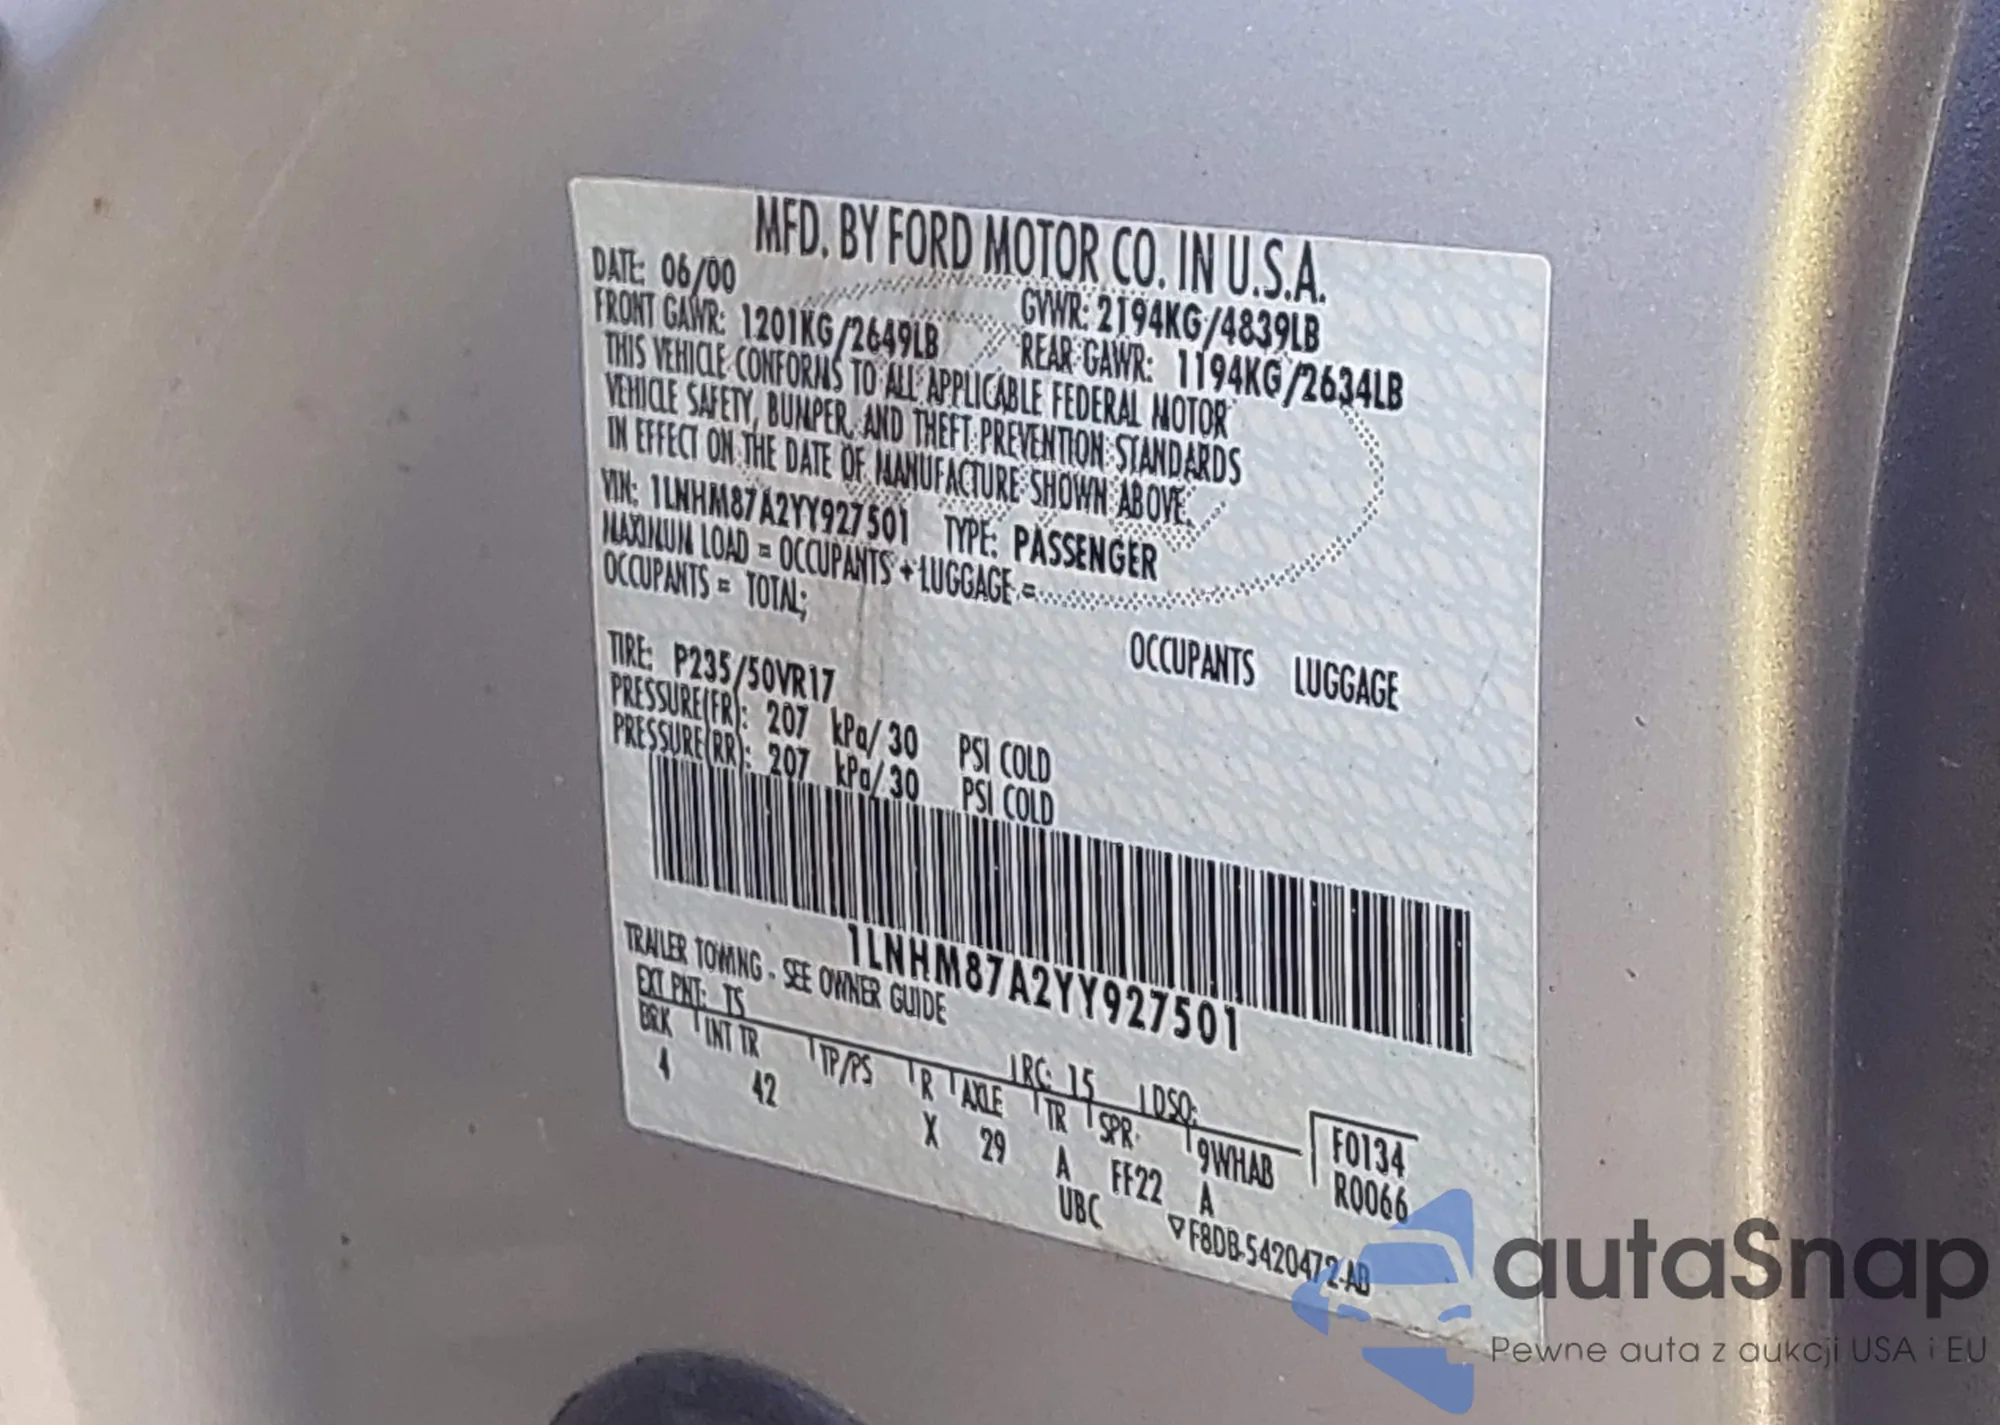 MFD. BY FORD MOTOR CO. IN U.S.A.
DATE: 06/00 GVWR: 2194KG/4839LB
FRONT GAWR: 1201KG/2649LB REAR GAWR: 1194KG/2634LB
THIS VEHICLE CONFORMS TO ALL APPLICABLE FEDERAL MOTOR
VEHICLE SAFETY, BUMPER, AND THEFT PREVENTION STANDARDS
IN EFFECT ON THE DATE OF MANUFACTURE SHOWN ABOVE.
VIN: 1LNHM87A2YY927501 TYPE: PASSENGER
MAXIMUM LOAD = OCCUPANTS + LUGGAGE =
OCCUPANTS = TOTAL;
OCCUPANTS LUGGAGE
TIRE: P235/50VR17
PRESSURE(FR): 207 kPa/30 PSI COLD
PRESSURE(RR): 207 kPa/30 PSI COLD
1LNHM87A2YY927501
TRAILER TOWING - SEE OWNER GUIDE
EXT PNT: TS RC: 15 DSO:
BRK INT TR TP/PS R AXLE TR SPR 9WHAB F0134
4 42 X 29 A FF22 A R0066
UBC ▽F8DB-5420472-AB
autaSnap
Pewne auta z aukcji USA i EU